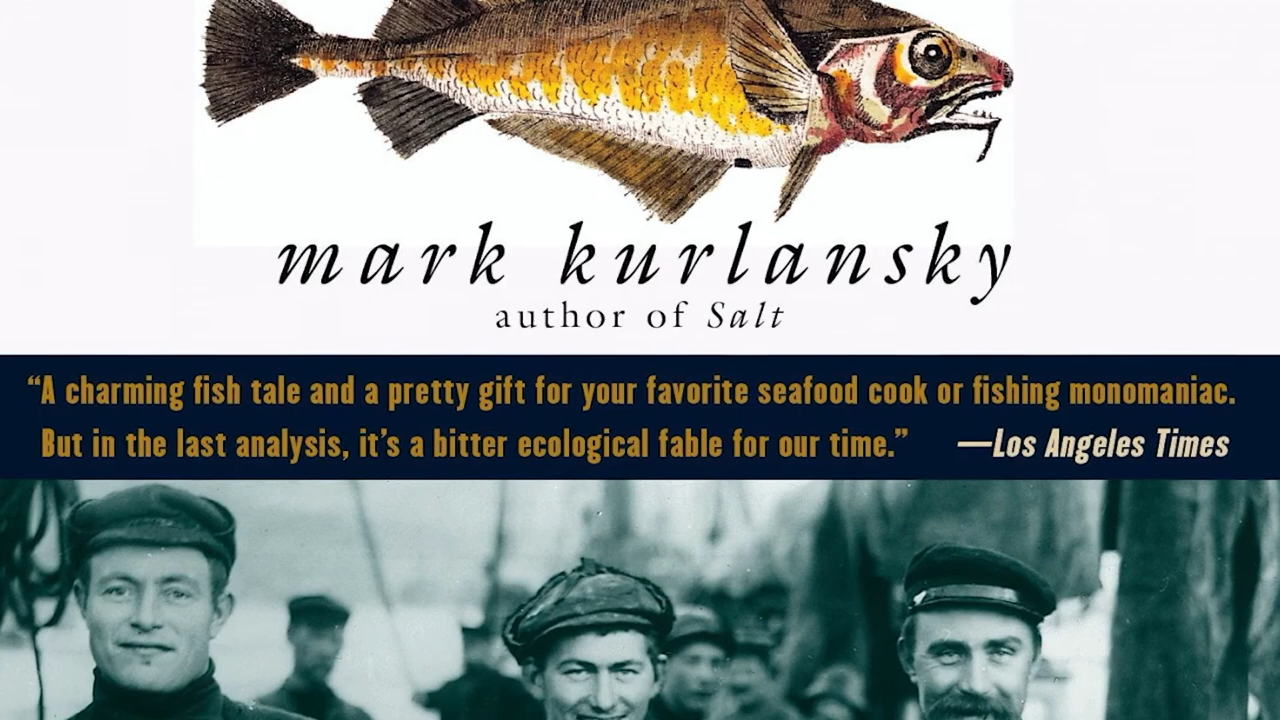 mark kurlansky
author of Salt
“A charming fish tale and a pretty gift for your favorite seafood cook or fishing monomaniac.
But in the last analysis, it’s a bitter ecological fable for our time.” —Los Angeles Times